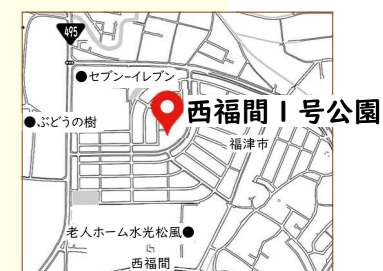 495
●セブン-イレブン
西福間1号公園
●ぶどうの樹
福津市
老人ホーム水光松風●
西福間